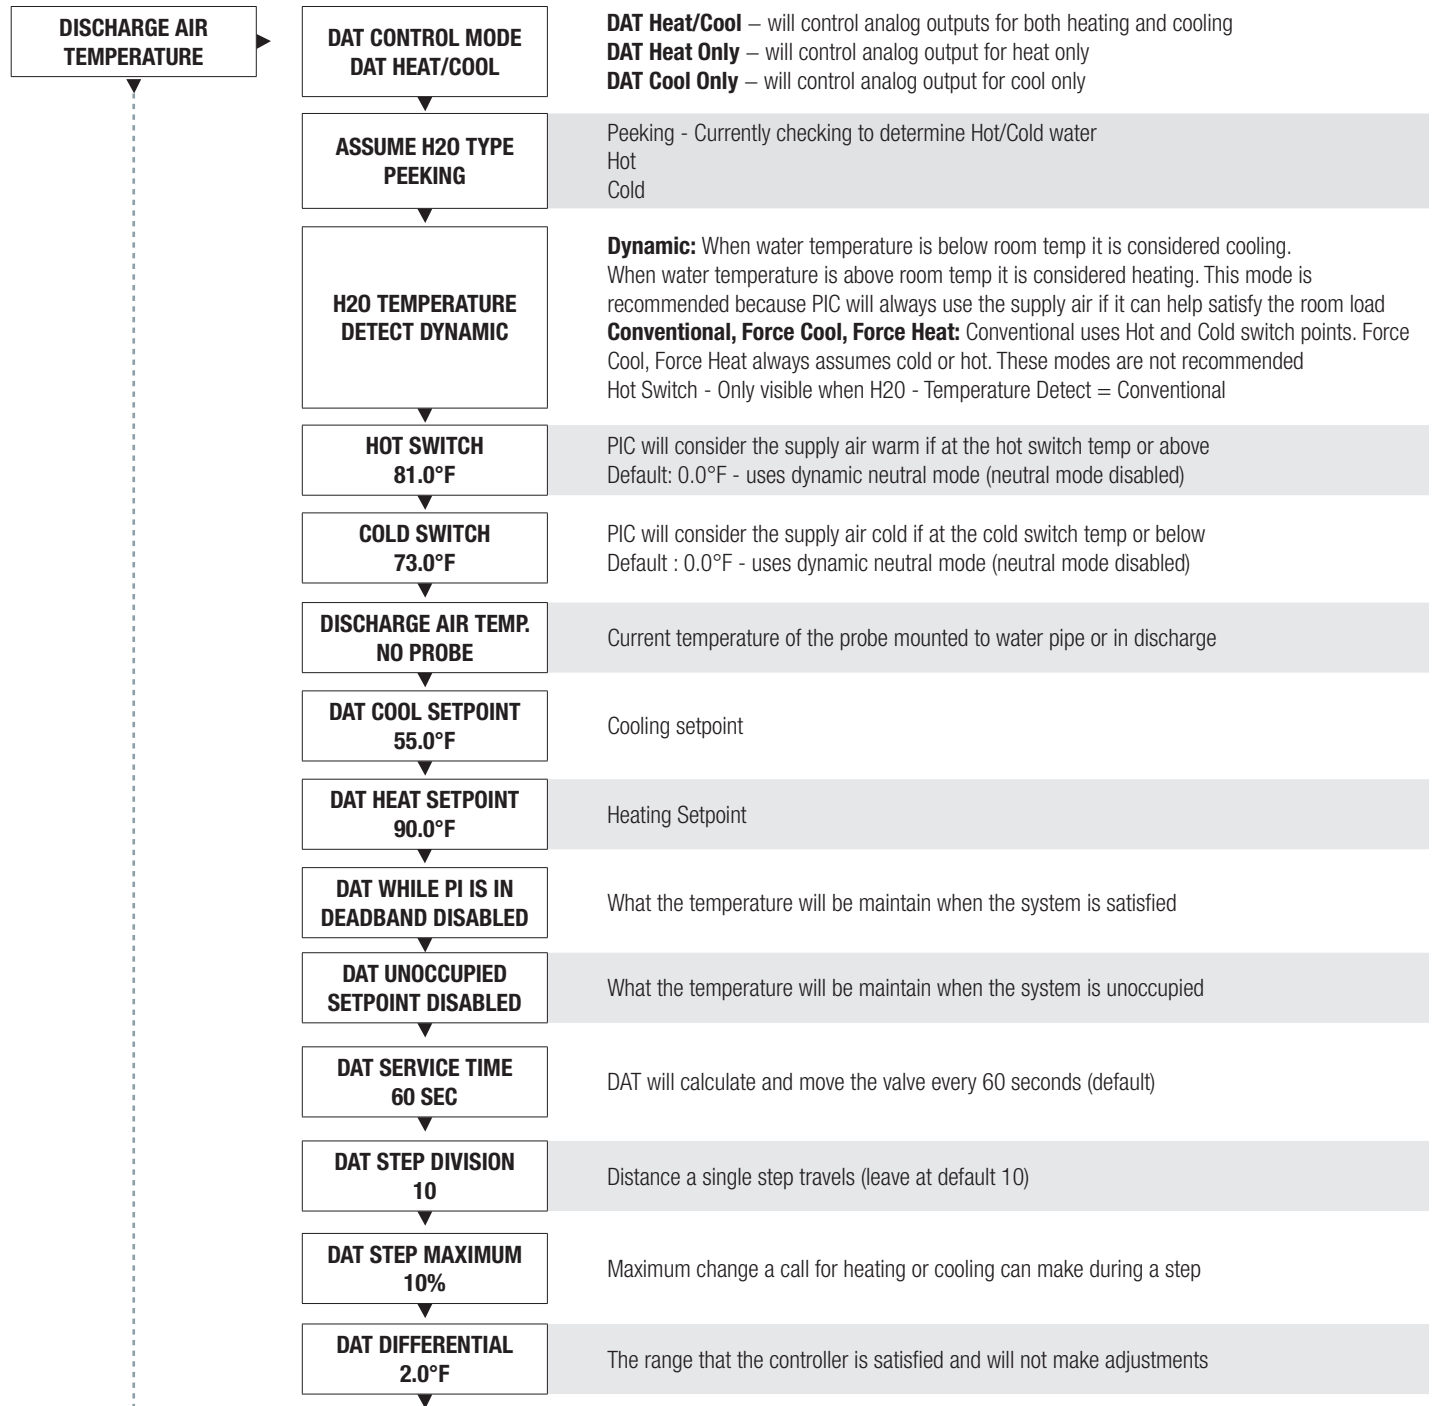 DISCHARGE AIR
TEMPERATURE
DAT CONTROL MODE
DAT HEAT/COOL
DAT Heat/Cool – will control analog outputs for both heating and cooling
DAT Heat Only – will control analog output for heat only
DAT Cool Only – will control analog output for cool only
ASSUME H2O TYPE
PEEKING
Peeking - Currently checking to determine Hot/Cold water
Hot
Cold
H2O TEMPERATURE
DETECT DYNAMIC
Dynamic: When water temperature is below room temp it is considered cooling.
When water temperature is above room temp it is considered heating. This mode is
recommended because PIC will always use the supply air if it can help satisfy the room load
Conventional, Force Cool, Force Heat: Conventional uses Hot and Cold switch points. Force
Cool, Force Heat always assumes cold or hot. These modes are not recommended
Hot Switch - Only visible when H20 - Temperature Detect = Conventional
HOT SWITCH
81.0°F
PIC will consider the supply air warm if at the hot switch temp or above
Default: 0.0°F - uses dynamic neutral mode (neutral mode disabled)
COLD SWITCH
73.0°F
PIC will consider the supply air cold if at the cold switch temp or below
Default : 0.0°F - uses dynamic neutral mode (neutral mode disabled)
DISCHARGE AIR TEMP.
NO PROBE
Current temperature of the probe mounted to water pipe or in discharge
DAT COOL SETPOINT
55.0°F
Cooling setpoint
DAT HEAT SETPOINT
90.0°F
Heating Setpoint
DAT WHILE PI IS IN
DEADBAND DISABLED
What the temperature will be maintain when the system is satisfied
DAT UNOCCUPIED
SETPOINT DISABLED
What the temperature will be maintain when the system is unoccupied
DAT SERVICE TIME
60 SEC
DAT will calculate and move the valve every 60 seconds (default)
DAT STEP DIVISION
10
Distance a single step travels (leave at default 10)
DAT STEP MAXIMUM
10%
Maximum change a call for heating or cooling can make during a step
DAT DIFFERENTIAL
2.0°F
The range that the controller is satisfied and will not make adjustments